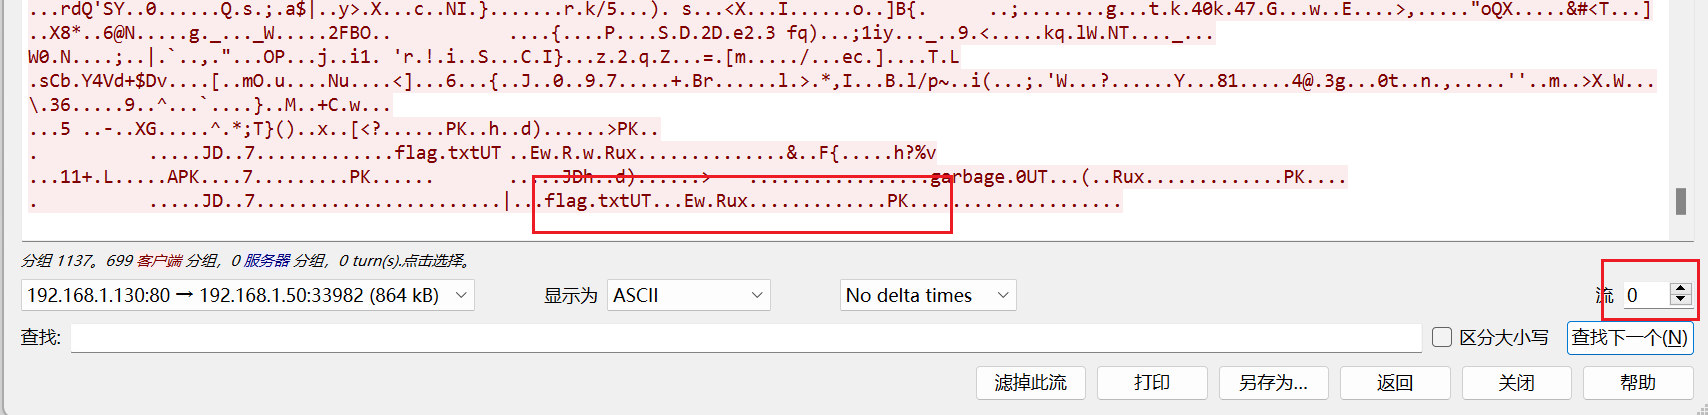 ...rdQ'SY..0......Q.s.;.a$|..y>.X...c..NI.}.......r.k/5...). s...<X...I......o..]B{. ..;........g...t.k.40k.47.G...w..E....>,....."oQX.....&#<T...]
..X8*..6@N.....g._..._W.....2FBO.. ....{....P....S.D.2D.e2.3 fq)...;1iy..._..9.<.....kq.lW.NT...._...
W0.N....;..|.`..,."...OP...j..i1. 'r.!.i..S...C.I}...z.2.q.Z...=.[m...../...ec.]....T.L
.sCb.Y4Vd+$Dv....[..mO.u....Nu....<]...6...{..J..0..9.7.....+.Br......l.>.*,I...B.l/p~..i(...;.'W...?......Y...81.....4@.3g...0t..n.,.....''..m..>X.W...
\.36.....9..^...`....}..M..+C.w...
...5 ..-..XG.....^.*;T}()..x..[<?......PK..h..d)......>PK..
. .....JD..7.............flag.txtUT ..Ew.R.w.Rux..............&..F{.....h?%v
...11+.L.....APK....7.........PK...... .....JDh..d)......> .................garbage.0UT...(..Rux.............PK....
. .....JD..7.......................|...flag.txtUT...Ew.Rux.............PK.....................
分组 1137。699 客户端 分组，0 服务器 分组，0 turn(s).点击选择。
192.168.1.130:80 → 192.168.1.50:33982 (864 kB) 显示为 ASCII No delta times 流 0
查找: 区分大小写 查找下一个(N)
滤掉此流 打印 另存为... 返回 关闭 帮助